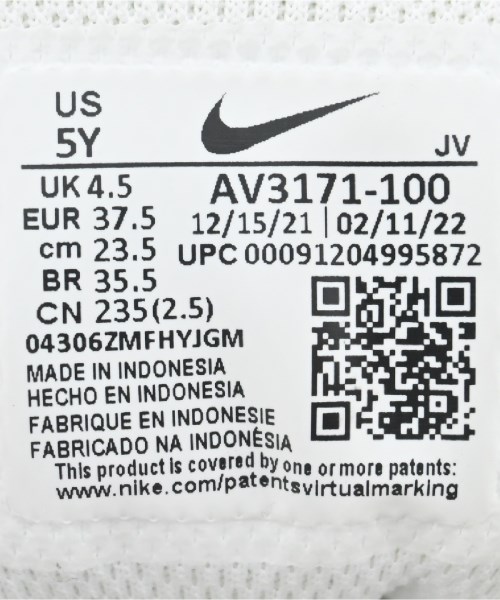 US
5Y
JV
UK 4.5
EUR 37.5
cm 23.5
BR 35.5
CN 235(2.5)
AV3171-100
12/15/21 | 02/11/22
UPC 00091204995872
04306ZMFHYJGM
MADE IN INDONESIA
HECHO EN INDONESIA
FABRIQUE EN INDONESIE
FABRICADO NA INDONÉSIA
This product is covered by one or more patents:
www.nike.com/patentsvirtualmarking